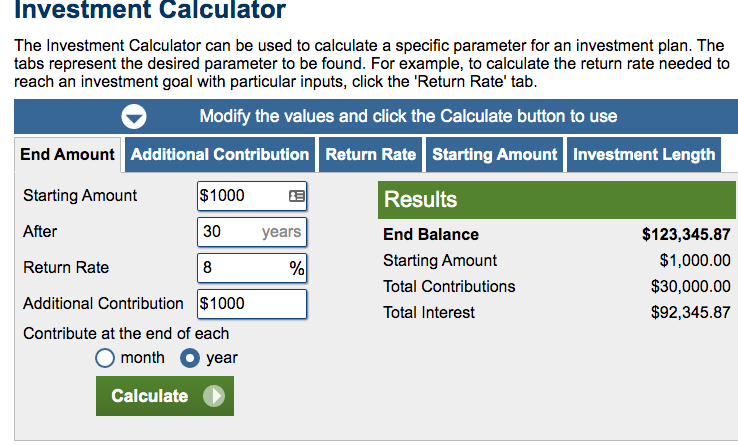 Investment Calculator
The Investment Calculator can be used to calculate a specific parameter for an investment plan. The
tabs represent the desired parameter to be found. For example, to calculate the return rate needed to
reach an investment goal with particular inputs, click the 'Return Rate' tab.
Modify the values and click the Calculate button to use
End Amount Additional Contribution Return Rate Starting Amount Investment Length
Starting Amount $1000
After 30 years
Return Rate 8 %
Additional Contribution $1000
Contribute at the end of each
month year
Calculate
Results
End Balance $123,345.87
Starting Amount $1,000.00
Total Contributions $30,000.00
Total Interest $92,345.87